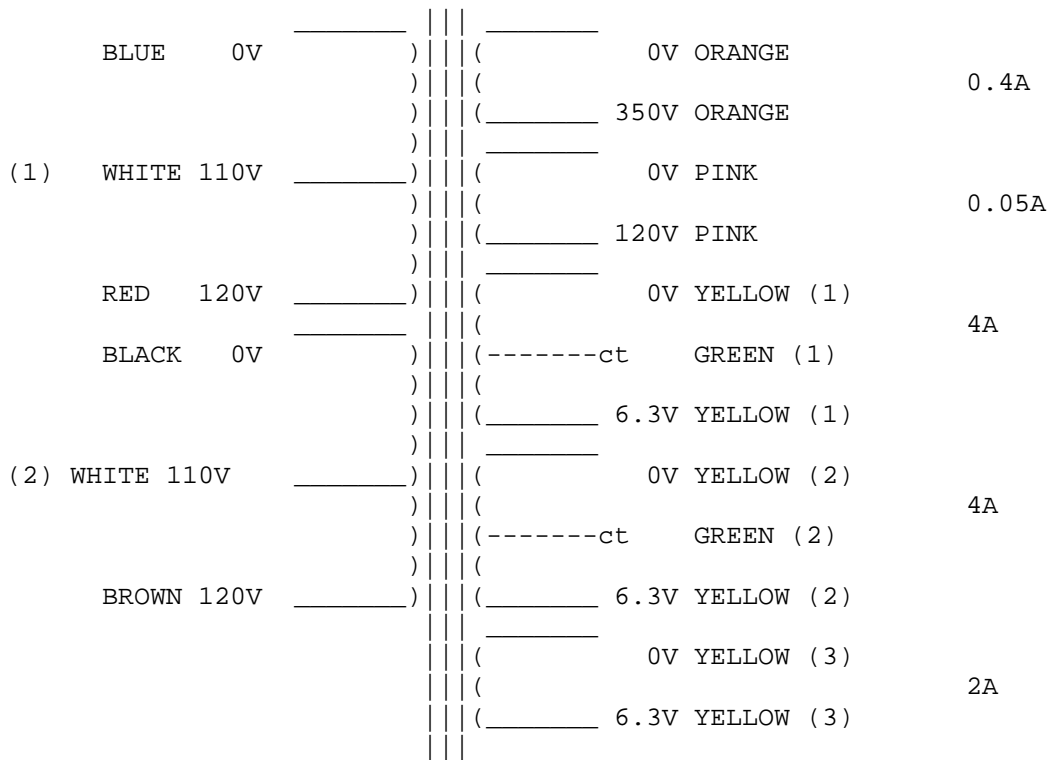 BLUE 0V 0V ORANGE
0.4A
350V ORANGE
(1) WHITE 110V 0V PINK
0.05A
120V PINK
RED 120V 0V YELLOW (1)
4A
BLACK 0V ct GREEN (1)
6.3V YELLOW (1)
(2) WHITE 110V 0V YELLOW (2)
4A
ct GREEN (2)
BROWN 120V 6.3V YELLOW (2)
0V YELLOW (3)
2A
6.3V YELLOW (3)